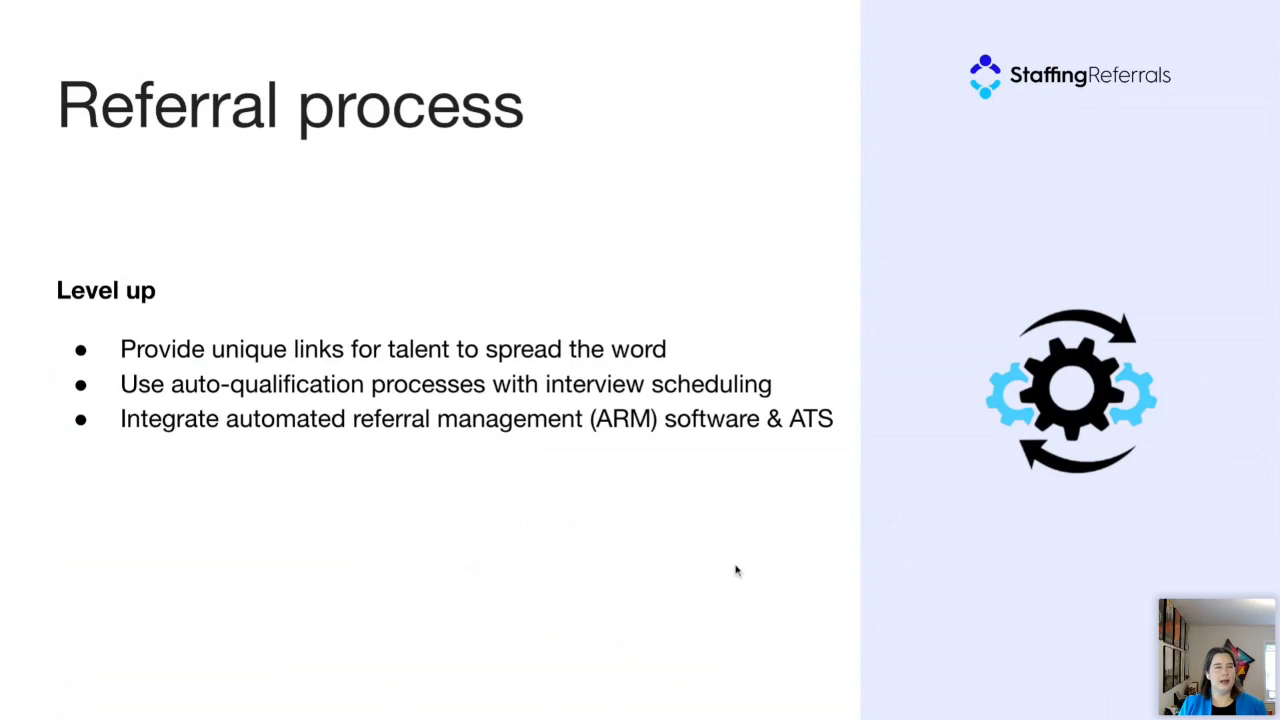 Referral process
StaffingReferrals
Level up
● Provide unique links for talent to spread the word
● Use auto-qualification processes with interview scheduling
● Integrate automated referral management (ARM) software & ATS